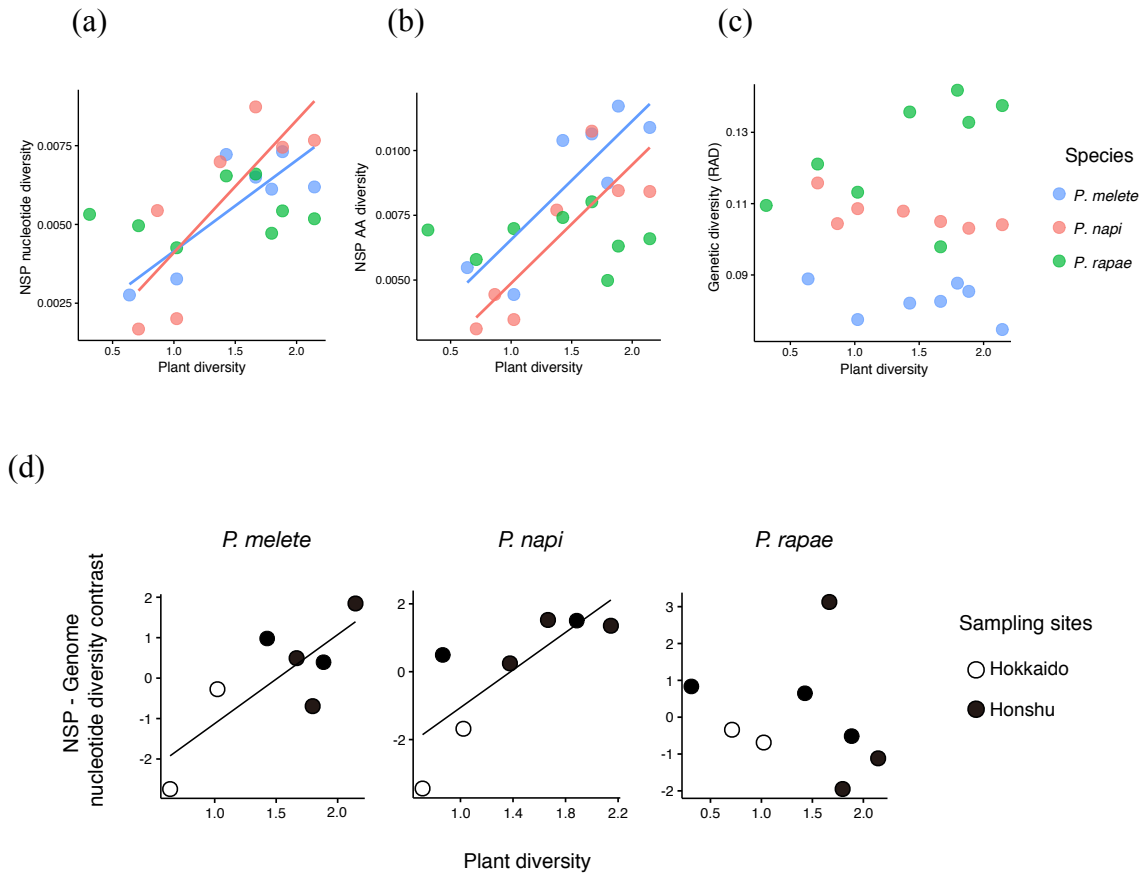 (a)
(b)
(c)
NSP nucleotide diversity
0.0075
0.0050
0.0025
0.5
1.0
1.5
2.0
Plant diversity
NSP AA diversity
0.0100
0.0075
0.0050
0.5
1.0
1.5
2.0
Plant diversity
Genetic diversity (RAD)
0.13
0.11
0.09
0.5
1.0
1.5
2.0
Plant diversity
Species
P. melete
P. napi
P. rapae
(d)
NSP - Genome
nucleotide diversity contrast
P. melete
2
1
0
-1
-2
1.0
1.5
2.0
P. napi
2
0
-2
1.0
1.4
1.8
2.2
P. rapae
3
2
1
0
-1
-2
0.5
1.0
1.5
2.0
Plant diversity
Sampling sites
Hokkaido
Honshu